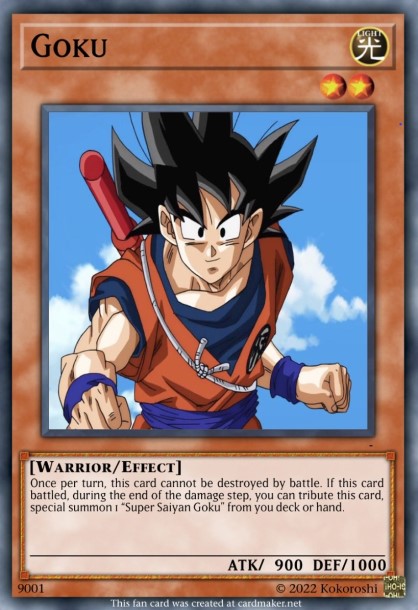 GOKU
LIGHT
光
[WARRIOR/EFFECT]
Once per turn, this card cannot be destroyed by battle. If this card
battled, during the end of the damage step, you can tribute this card,
special summon 1 "Super Saiyan Goku" from you deck or hand.
ATK/ 900 DEF/1000
9001
© 2022 Kokoroshi
This fan card was created at cardmaker.net